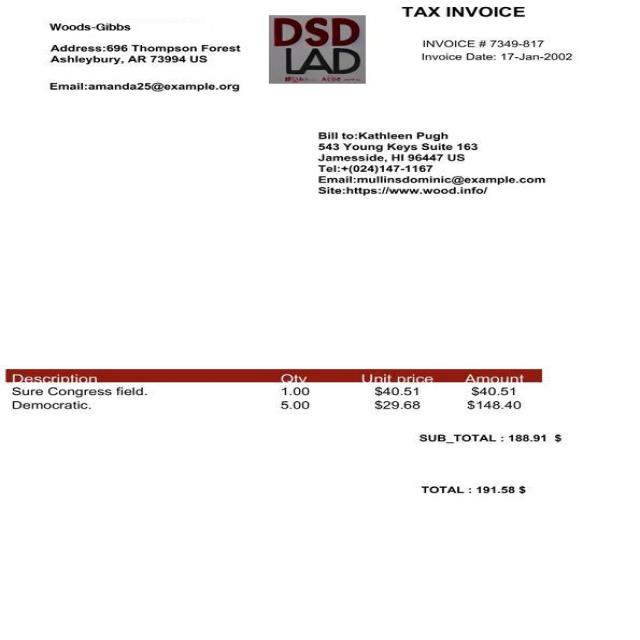 TAX INVOICE
Woods-Gibbs
Address:696 Thompson Forest
Ashleybury, AR 73994 US
Email:amanda25@example.org
DSD
LAD
INVOICE # 7349-817
Invoice Date: 17-Jan-2002
Bill to:Kathleen Pugh
543 Young Keys Suite 163
Jamesside, HI 96447 US
Tel:+(024)147-1167
Email:mullinsdominic@example.com
Site:https://www.wood.info/
Description Qty Unit price Amount
Sure Congress field. 1.00 $40.51 $40.51
Democratic. 5.00 $29.68 $148.40
SUB_TOTAL : 188.91 $
TOTAL : 191.58 $